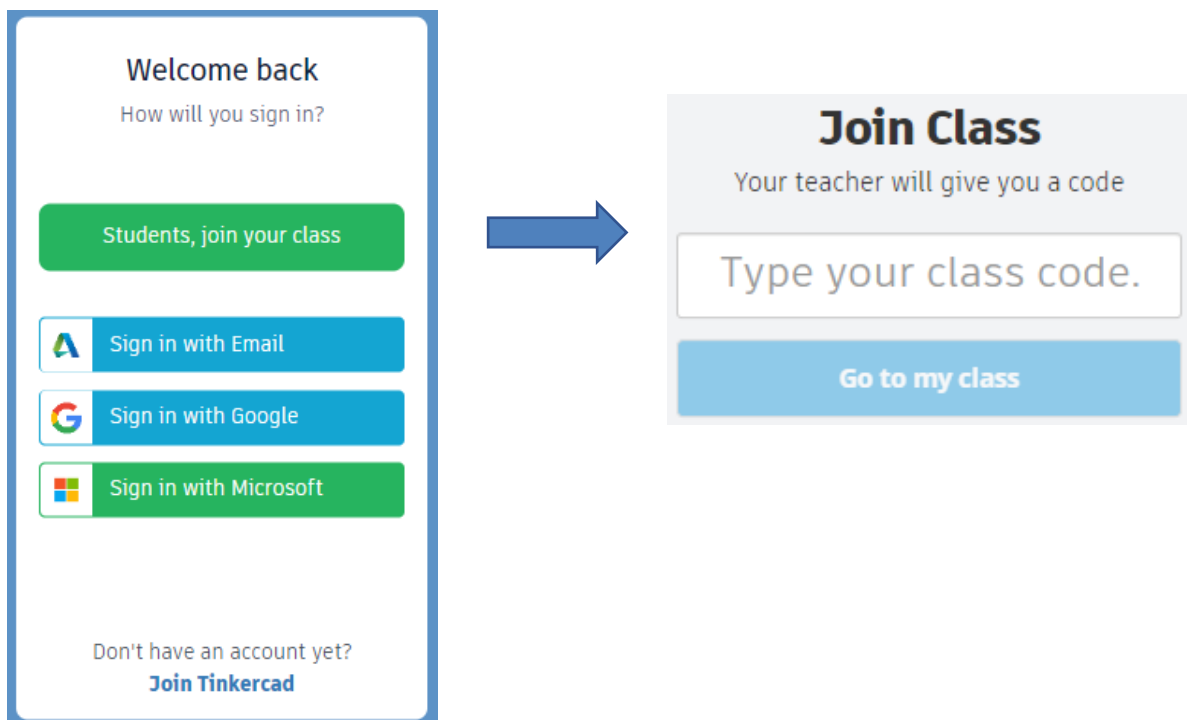 Welcome back
How will you sign in?
Students, join your class
Sign in with Email
Sign in with Google
Sign in with Microsoft
Don't have an account yet?
Join Tinkercad
Join Class
Your teacher will give you a code
Type your class code.
Go to my class